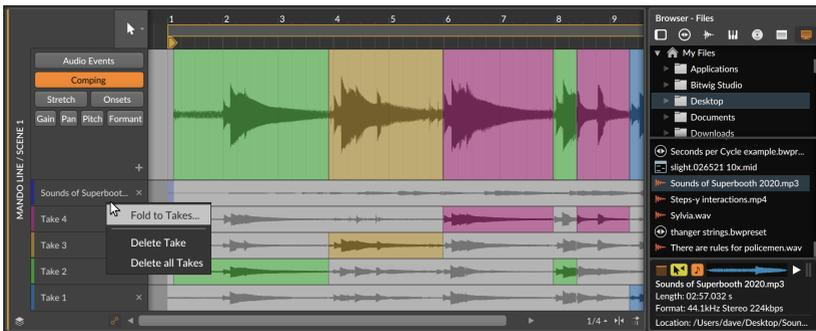 1 2 3 4 5 6 7 8 9
Browser - Files
My Files
Applications
Bitwig Studio
Desktop
Documents
Downloads
Audio Events
Comping
Stretch Onsets
Gain Pan Pitch Formant
+
MANDO LINE / SCENE 1
Sounds of Superboot... ×
Take 4
Take 3
Take 2
Take 1 ×
Fold to Takes...
Delete Take
Delete all Takes
1/4
Seconds per Cycle example.bwpr...
slight.026521 10x.mid
Sounds of Superbooth 2020.mp3
Steps-y interactions.mp4
Sylvia.wav
thanger strings.bwpreset
There are rules for policemen.wav
Sounds of Superbooth 2020.mp3
Length: 02:57.032 s
Format: 44.1kHz Stereo 224kbps
Location: /Users/dave/Desktop/Soun...